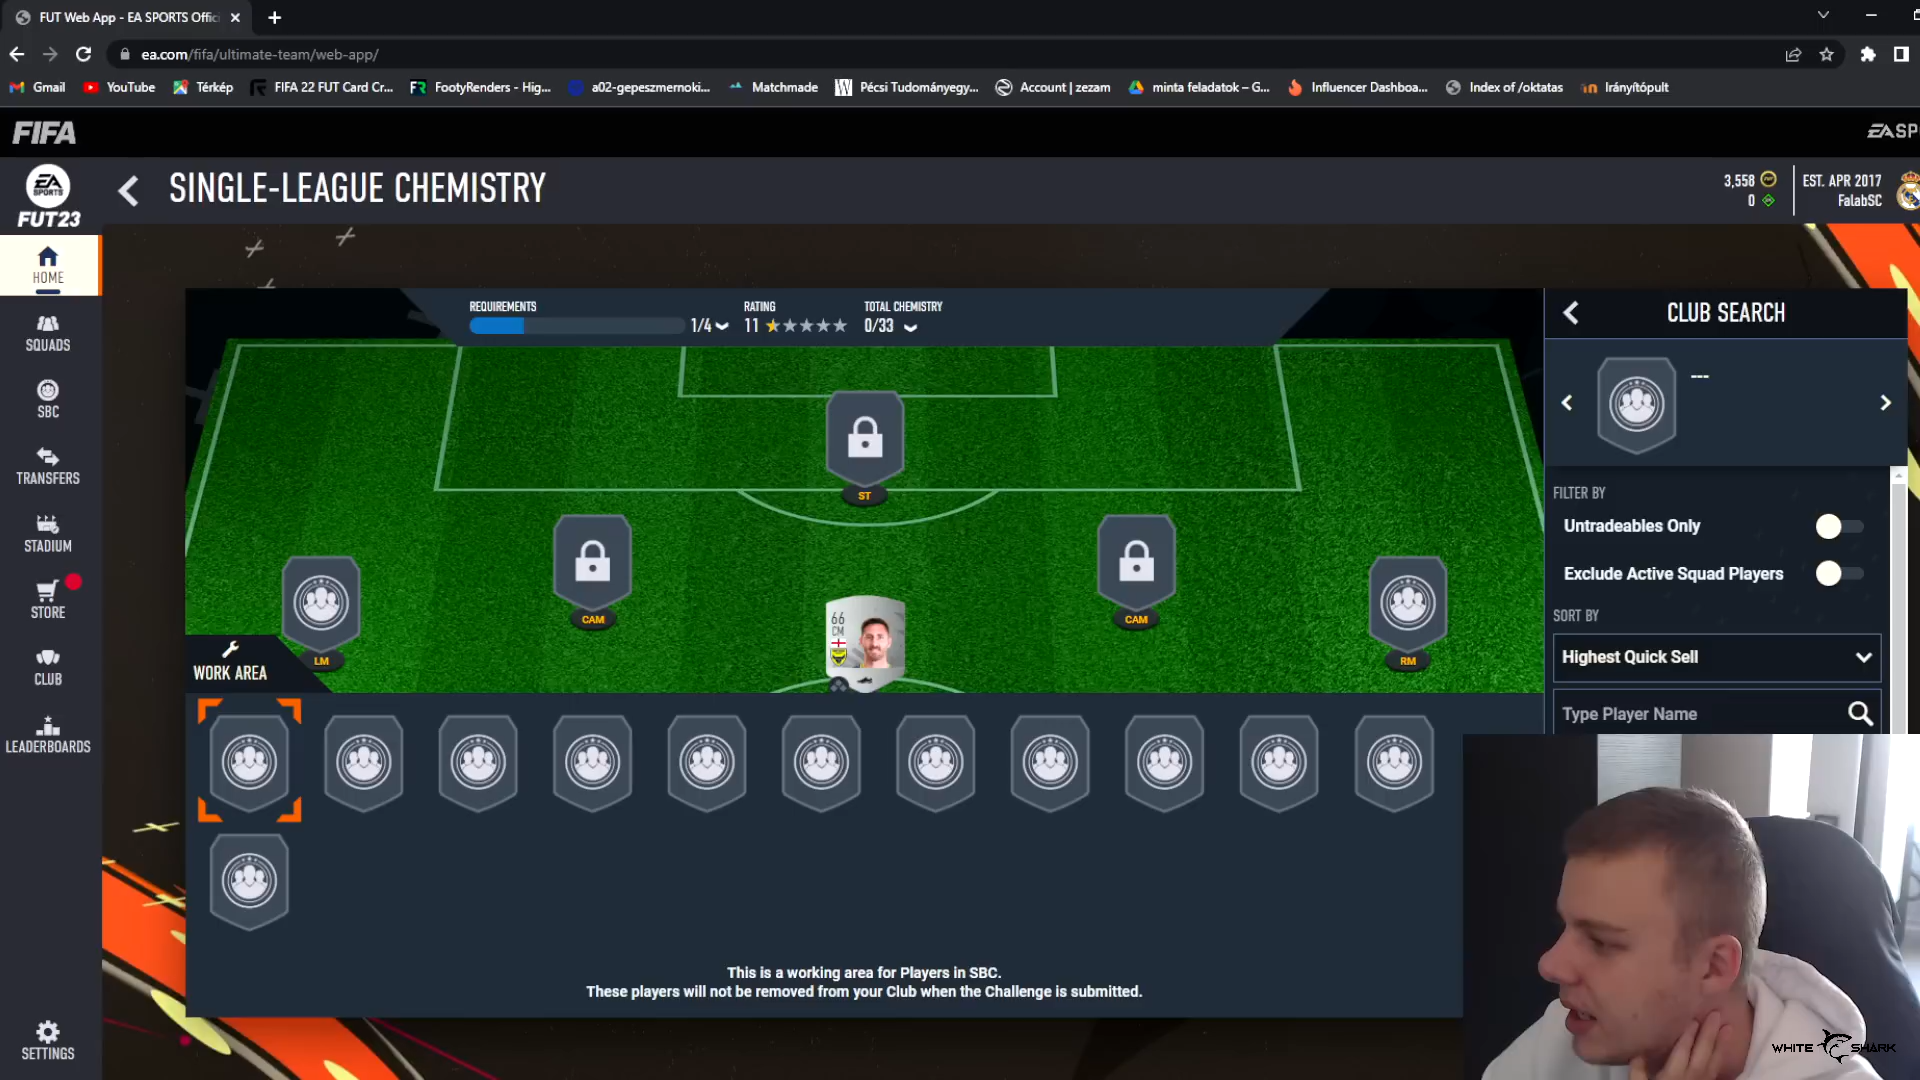 FUT Web App - EA SPORTS Offic
ea.com/fifa/ultimate-team/web-app/
Gmail
YouTube
Térkép
FIFA 22 FUT Card Cr...
FootyRenders - Hig...
a02-gepeszmernoki...
Matchmade
Pécsi Tudományegy...
Account | zezam
minta feladatok – G...
Influencer Dashboa...
Index of /oktatas
Irányítópult
FIFA
EA SP
EA SPORTS
FUT23
SINGLE-LEAGUE CHEMISTRY
3,558
0
EST. APR 2017
FalabSC
HOME
SQUADS
SBC
TRANSFERS
STADIUM
STORE
CLUB
LEADERBOARDS
SETTINGS
REQUIREMENTS
1/4
RATING
11
TOTAL CHEMISTRY
0/33
ST
CAM
CAM
LM
RM
66
CM
WORK AREA
This is a working area for Players in SBC.
These players will not be removed from your Club when the Challenge is submitted.
CLUB SEARCH
---
FILTER BY
Untradeables Only
Exclude Active Squad Players
SORT BY
Highest Quick Sell
Type Player Name
WHITE SHARK